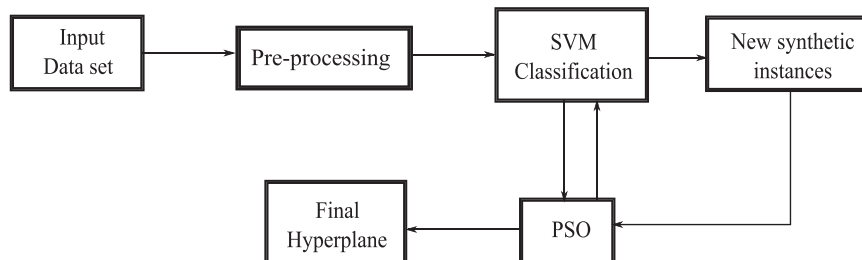 Input
Data set
Pre-processing
SVM
Classification
New synthetic
instances
Final
Hyperplane
PSO